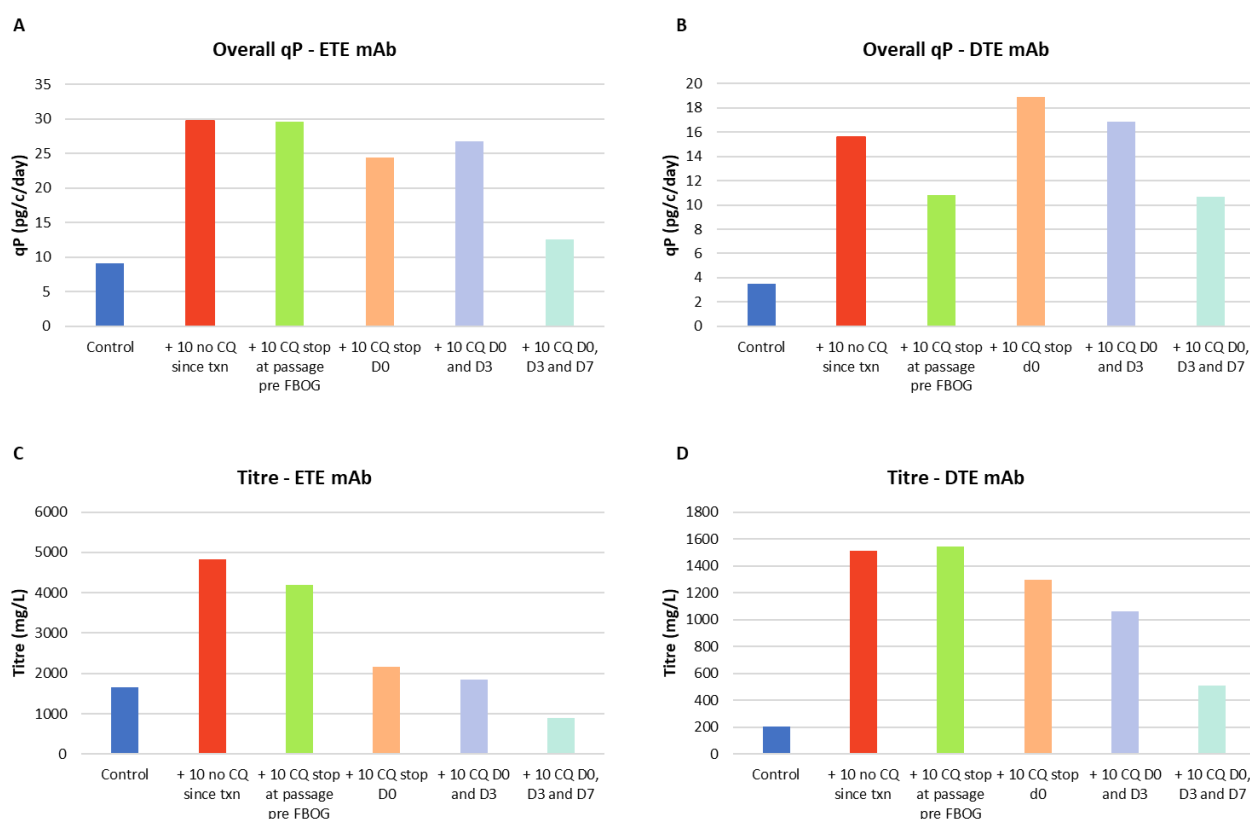 A
Overall qP - ETE mAb
qP (pg/c/day)
35
30
25
20
15
10
5
0
Control
+ 10 no CQ
since txn
+ 10 CQ stop
at passage
pre FBOG
+ 10 CQ stop
D0
+ 10 CQ D0
and D3
+ 10 CQ D0,
D3 and D7
B
Overall qP - DTE mAb
qP (pg/c/day)
20
18
16
14
12
10
8
6
4
2
0
Control
+ 10 no CQ
since txn
+ 10 CQ stop
at passage
pre FBOG
+ 10 CQ stop
d0
+ 10 CQ D0
and D3
+ 10 CQ D0,
D3 and D7
C
Titre - ETE mAb
Titre (mg/L)
6000
5000
4000
3000
2000
1000
0
Control
+ 10 no CQ
since txn
+ 10 CQ stop
at passage
pre FBOG
+ 10 CQ stop
D0
+ 10 CQ D0
and D3
+ 10 CQ D0,
D3 and D7
D
Titre - DTE mAb
Titre (mg/L)
1800
1600
1400
1200
1000
800
600
400
200
0
Control
+ 10 no CQ
since txn
+ 10 CQ stop
at passage
pre FBOG
+ 10 CQ stop
d0
+ 10 CQ D0
and D3
+ 10 CQ D0,
D3 and D7